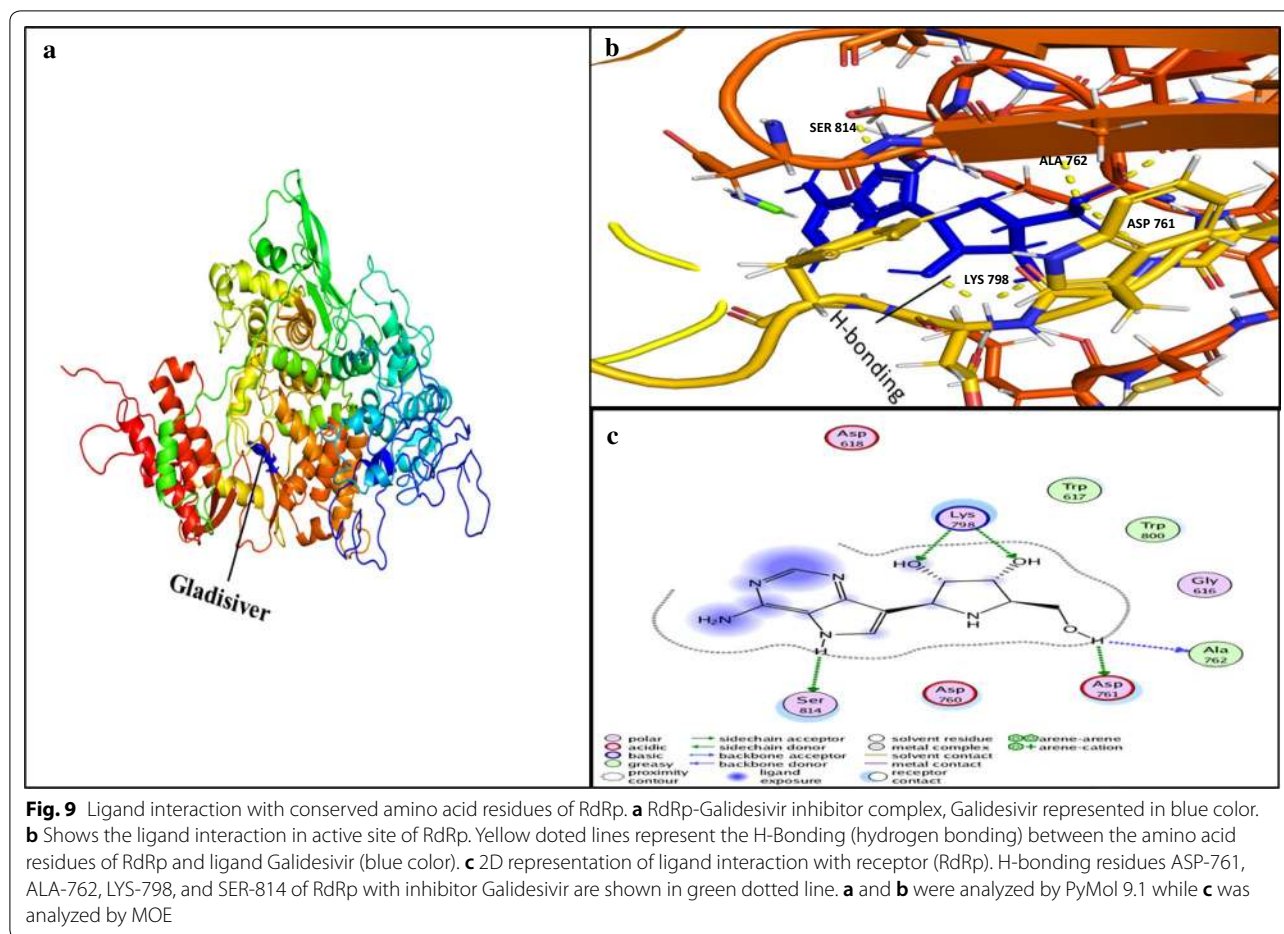 a
Gladisiver
b
SER 814
ALA 762
ASP 761
LYS 798
H-bonding
c
Asp
618
Trp
617
Lys
798
Trp
800
HO
OH
Gly
616
N
N
H₂N
N
H
N
H
O
H
Ala
762
Ser
814
Asp
760
Asp
761
polar
acidic
basic
greasy
proximity
contour
sidechain acceptor
sidechain donor
backbone acceptor
backbone donor
ligand
exposure
solvent residue
metal complex
solvent contact
metal contact
receptor
contact
arene-arene
arene-cation
Fig. 9 Ligand interaction with conserved amino acid residues of RdRp. a RdRp-Galidesivir inhibitor complex, Galidesivir represented in blue color.
b Shows the ligand interaction in active site of RdRp. Yellow doted lines represent the H-Bonding (hydrogen bonding) between the amino acid
residues of RdRp and ligand Galidesivir (blue color). c 2D representation of ligand interaction with receptor (RdRp). H-bonding residues ASP-761,
ALA-762, LYS-798, and SER-814 of RdRp with inhibitor Galidesivir are shown in green dotted line. a and b were analyzed by PyMol 9.1 while c was
analyzed by MOE